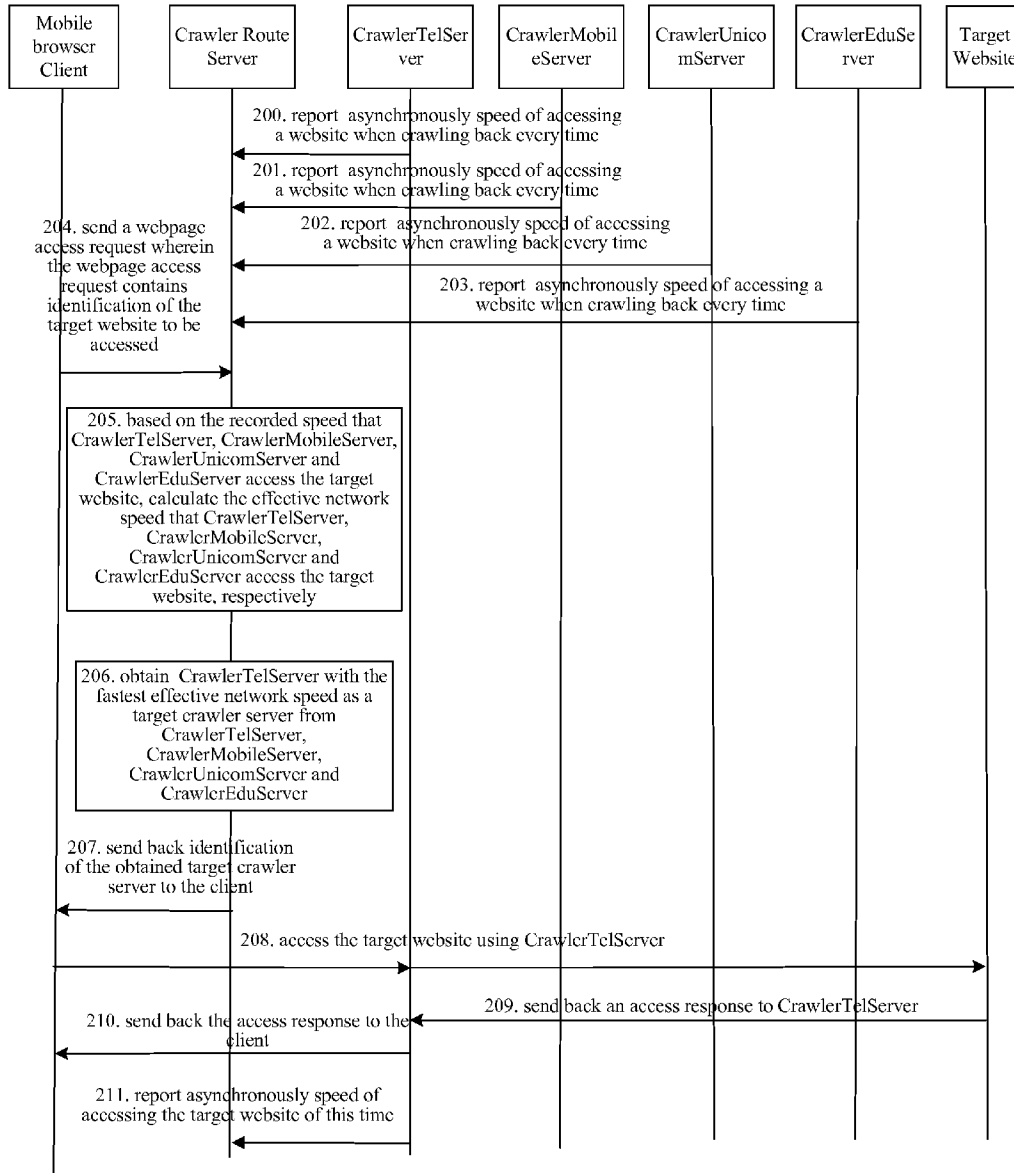 Mobile
browser
Client
Crawler Route
Server
CrawlerTelSer
ver
CrawlerMobil
eServer
CrawlerUnico
mServer
CrawlerEduSe
rver
Target
Website
200. report asynchronously speed of accessing
a website when crawling back every time
201. report asynchronously speed of accessing
a website when crawling back every time
202. report asynchronously speed of accessing
a website when crawling back every time
203. report asynchronously speed of accessing a
website when crawling back every time
204. send a webpage
access request wherein
the webpage access
request contains
identification of the
target website to be
accessed
205. based on the recorded speed that
CrawlerTelServer, CrawlerMobileServer,
CrawlerUnicomServer and
CrawlerEduServer access the target
website, calculate the effective network
speed that CrawlerTelServer,
CrawlerMobileServer,
CrawlerUnicomServer and
CrawlerEduServer access the target
website, respectively
206. obtain CrawlerTelServer with the
fastest effective network speed as a
target crawler server from
CrawlerTelServer,
CrawlerMobileServer,
CrawlerUnicomServer and
CrawlerEduServer
207. send back identification
of the obtained target crawler
server to the client
208. access the target website using CrawlerTelServer
209. send back an access response to CrawlerTelServer
210. send back the access response to the
client
211. report asynchronously speed of
accessing the target website of this time